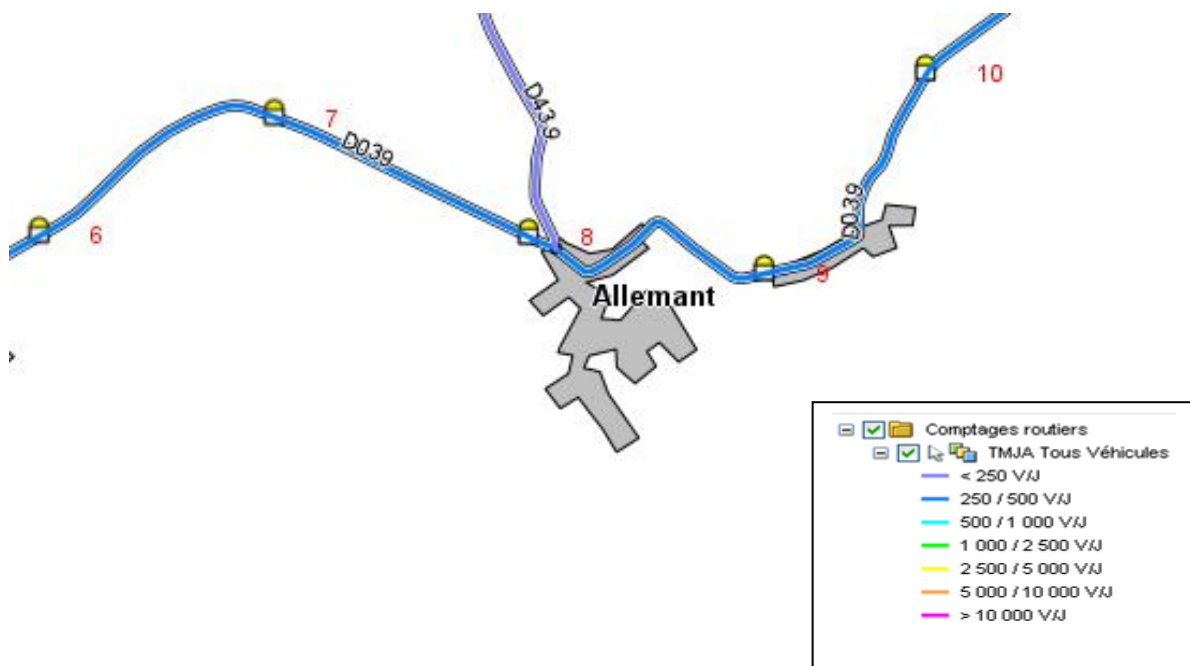 10
7
D43.9
D039
6
8
D039
9
Allemant
Comptages routiers
TMJA Tous Véhicules
< 250 V/J
250 / 500 V/J
500 / 1 000 V/J
1 000 / 2 500 V/J
2 500 / 5 000 V/J
5 000 / 10 000 V/J
> 10 000 V/J